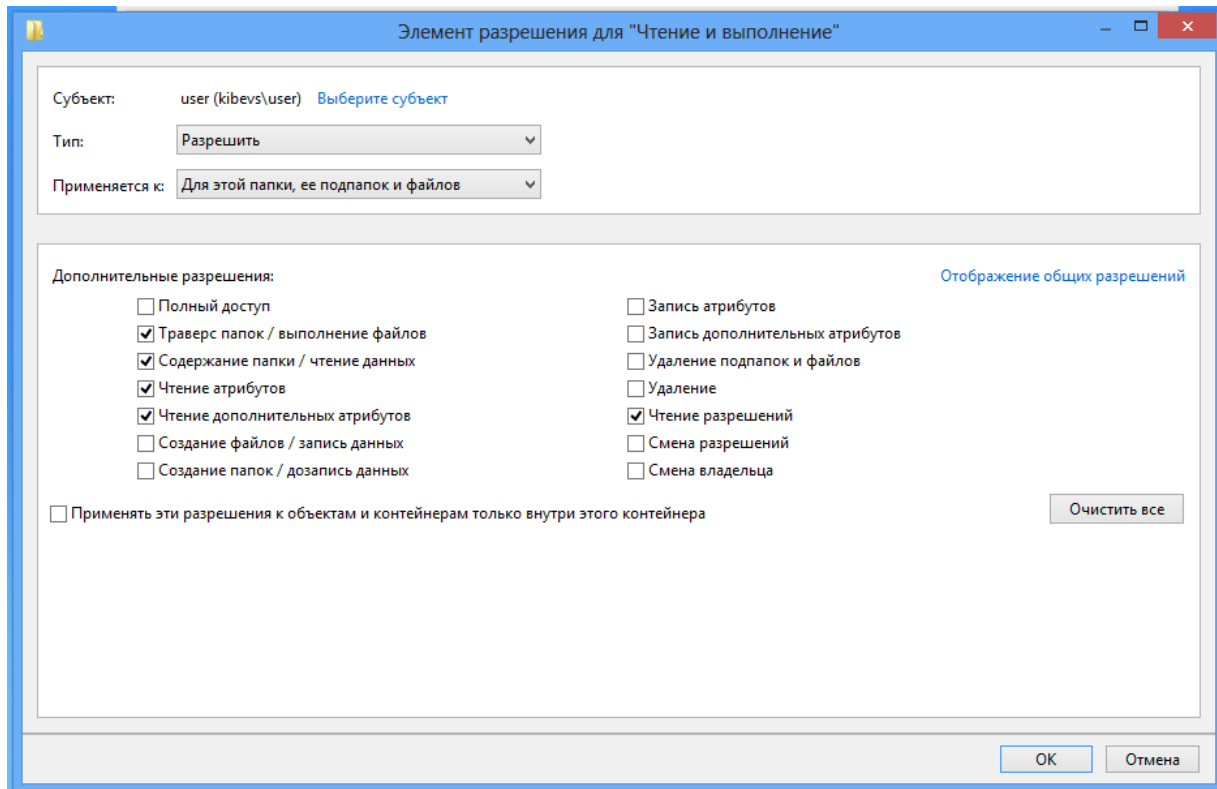 Элемент разрешения для "Чтение и выполнение"
Субъект: user (kibevs\user) Выберите субъект
Тип: Разрешить
Применяется к: Для этой папки, ее подпапок и файлов
Дополнительные разрешения: Отображение общих разрешений
Полный доступ Запись атрибутов
Траверс папок / выполнение файлов Запись дополнительных атрибутов
Содержание папки / чтение данных Удаление подпапок и файлов
Чтение атрибутов Удаление
Чтение дополнительных атрибутов Чтение разрешений
Создание файлов / запись данных Смена разрешений
Создание папок / дозапись данных Смена владельца
Применять эти разрешения к объектам и контейнерам только внутри этого контейнера Очистить все
ОК Отмена